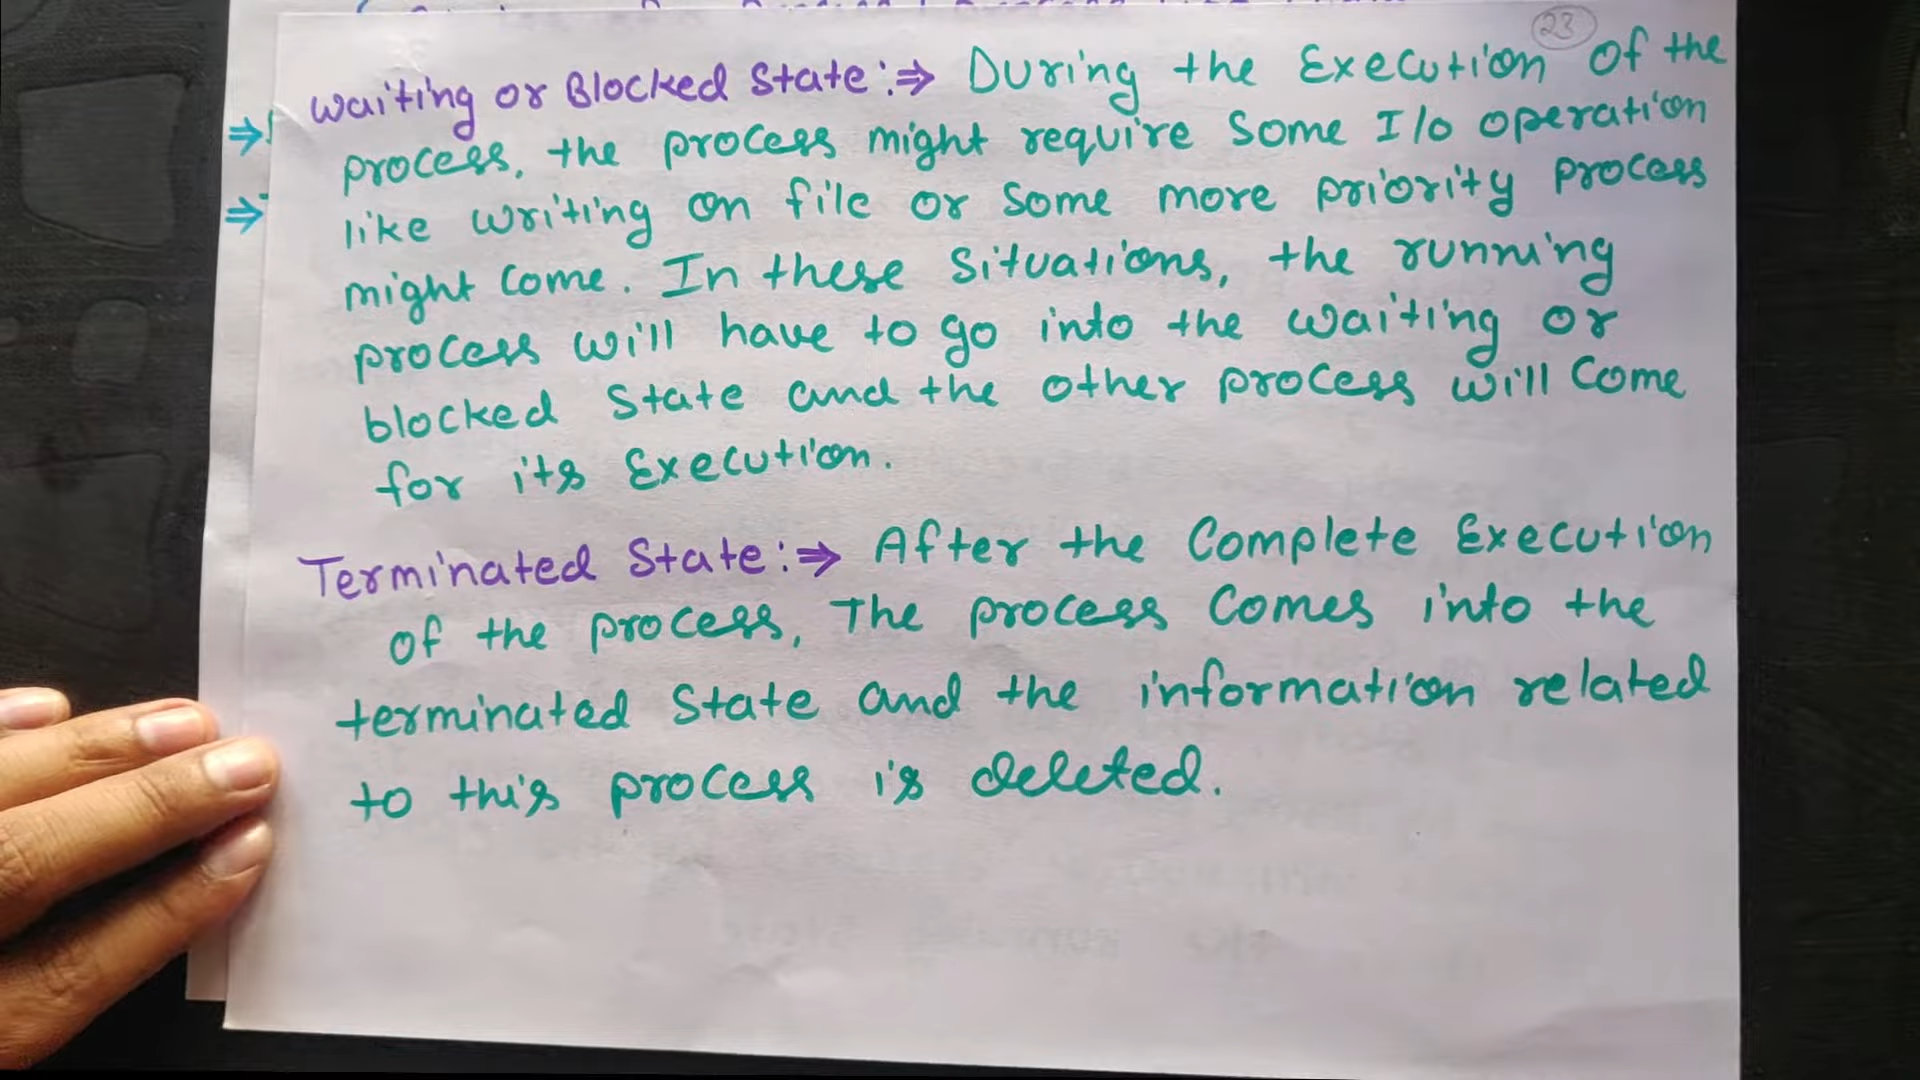 23
Waiting or Blocked State :⇒ During the Execution of the
process, the process might require Some I/o operation
like writing on file or some more priority process
might Come. In these Situations, the running
process will have to go into the waiting or
blocked State and the other process will Come
for its Execution.
Terminated State :⇒ After the Complete Execution
of the process, The process Comes into the
terminated State and the information related
to this process is deleted.